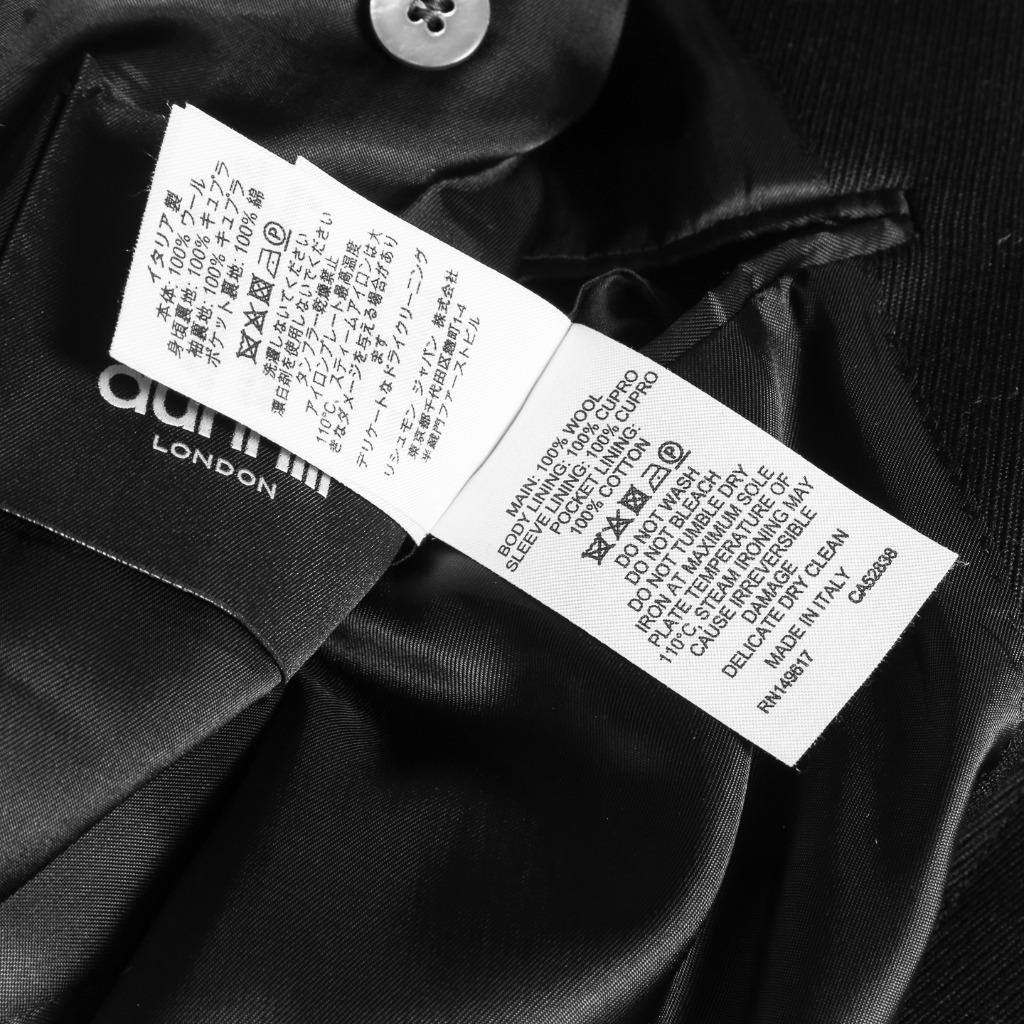 イタリア製
本体: 100% ウール
身頃裏地: 100% キュプラ
袖裏地: 100% キュプラ
ポケット裏地: 100% 綿
洗濯しないでください
漂白剤を使用しないでください
タンブラー乾燥禁止
アイロンプレート最高温度
110°C, スティームアイロンは大
きなダメージを与える場合があり
ます
デリケートなドライクリーニング
リシュモン ジャパン 株式会社
東京都千代田区麹町1-4
半蔵門ファーストビル
LONDON
MAIN: 100% WOOL
BODY LINING: 100% CUPRO
SLEEVE LINING: 100% CUPRO
POCKET LINING:
100% COTTON
DO NOT WASH
DO NOT BLEACH
DO NOT TUMBLE DRY
IRON AT MAXIMUM SOLE
PLATE TEMPERATURE OF
110°C, STEAM IRONING MAY
CAUSE IRREVERSIBLE
DAMAGE
DELICATE DRY CLEAN
MADE IN ITALY
RN149617 CA52838